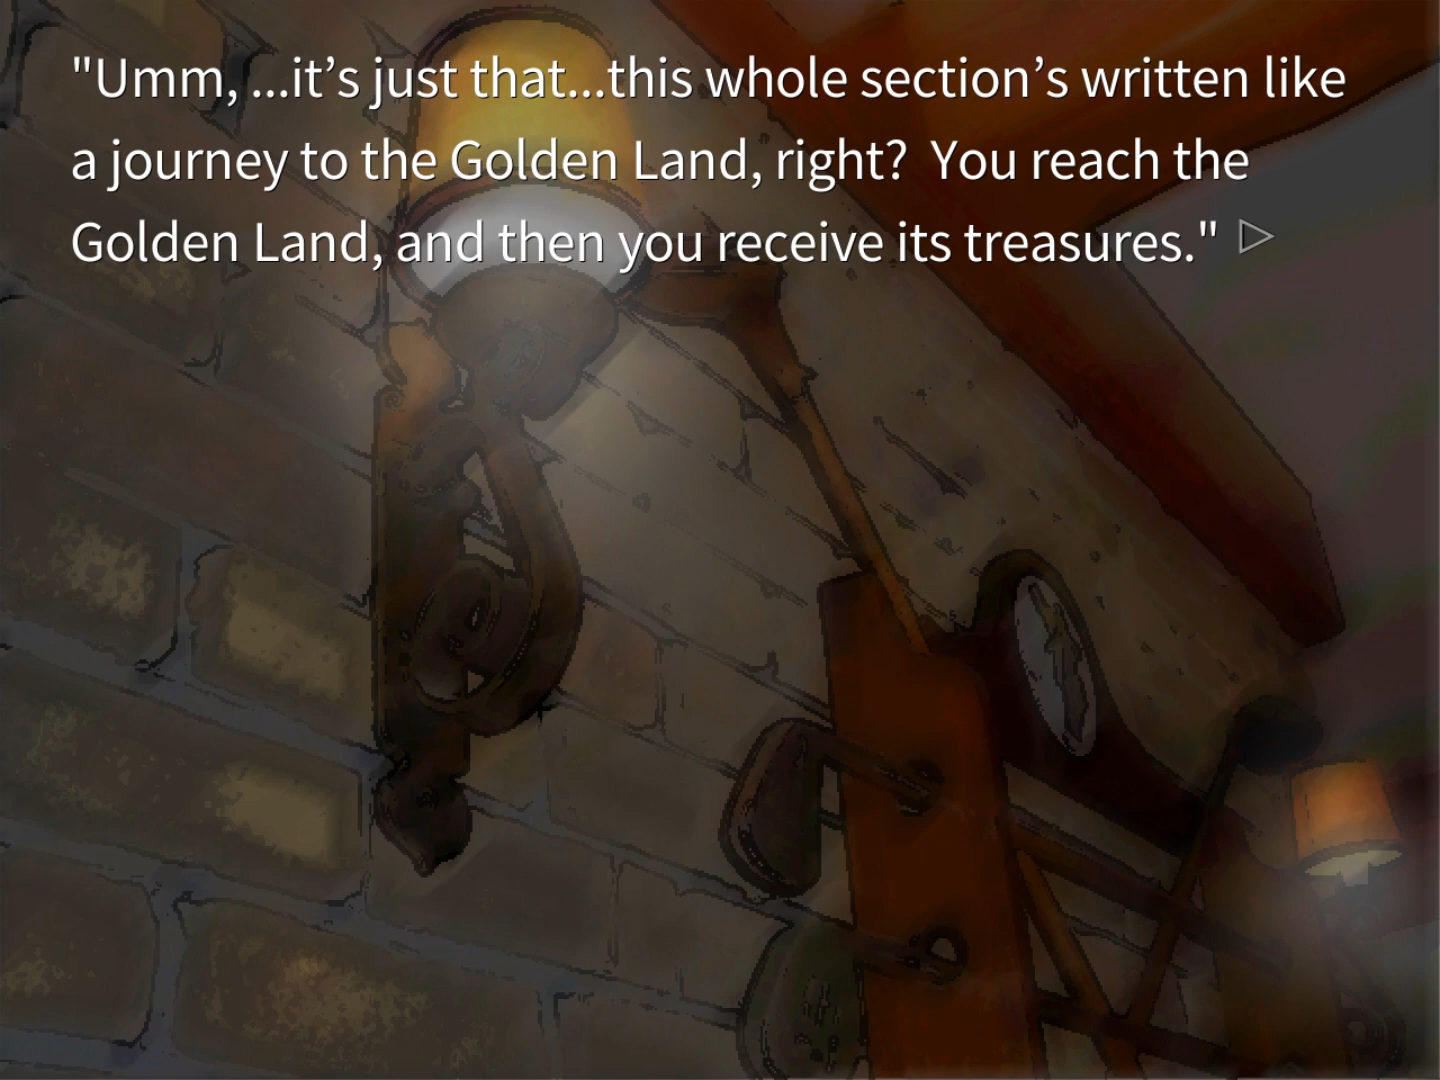 "Umm, ...it’s just that...this whole section’s written like
a journey to the Golden Land, right?  You reach the
Golden Land, and then you receive its treasures."